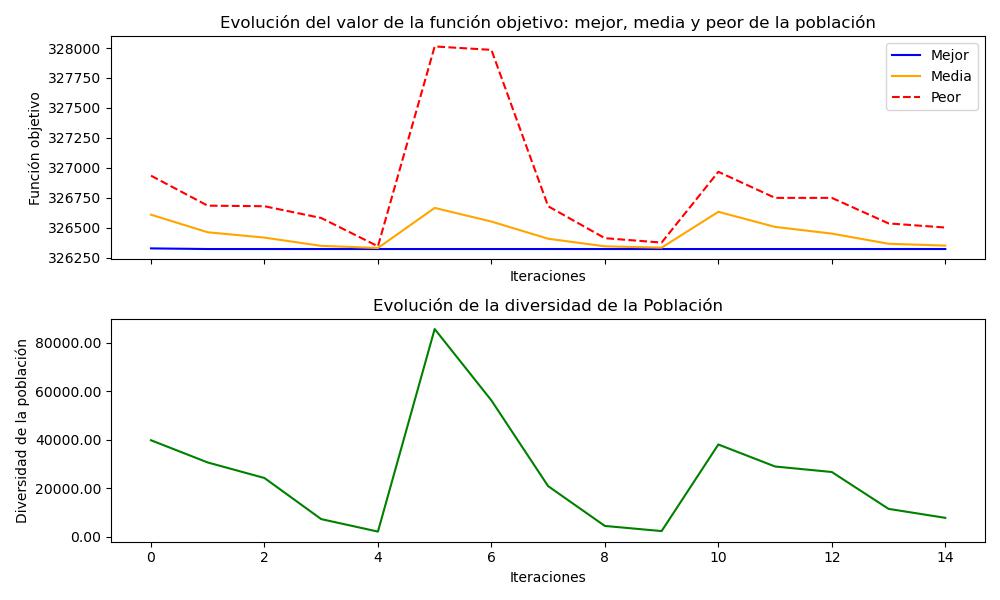 Evolución del valor de la función objetivo: mejor, media y peor de la población
328000
327750
327500
327250
327000
326750
326500
326250
Función objetivo
Mejor
Media
Peor
Iteraciones
Evolución de la diversidad de la Población
80000.00
60000.00
40000.00
20000.00
0.00
Diversidad de la población
0 2 4 6 8 10 12 14
Iteraciones